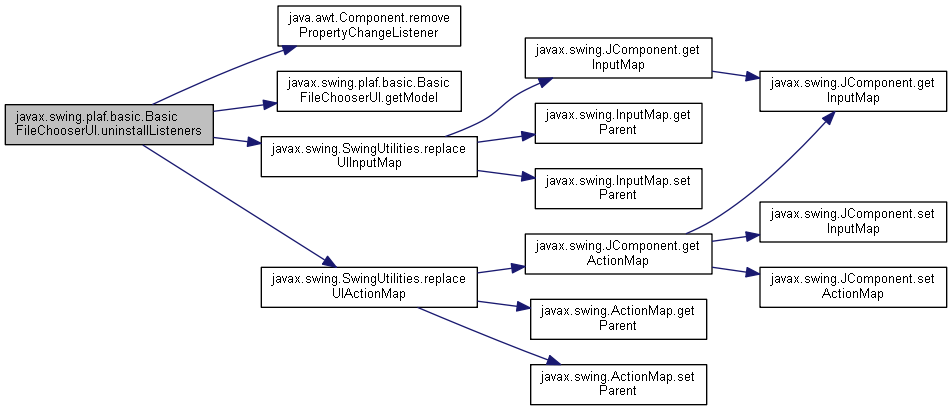 javax.swing.plaf.basic.Basic
FileChooserUI.uninstallListeners
java.awt.Component.remove
PropertyChangeListener
javax.swing.plaf.basic.Basic
FileChooserUI.getModel
javax.swing.SwingUtilities.replace
UIInputMap
javax.swing.SwingUtilities.replace
UIActionMap
javax.swing.JComponent.get
InputMap
javax.swing.InputMap.get
Parent
javax.swing.InputMap.set
Parent
javax.swing.JComponent.get
ActionMap
javax.swing.ActionMap.get
Parent
javax.swing.ActionMap.set
Parent
javax.swing.JComponent.get
InputMap
javax.swing.JComponent.set
InputMap
javax.swing.JComponent.set
ActionMap